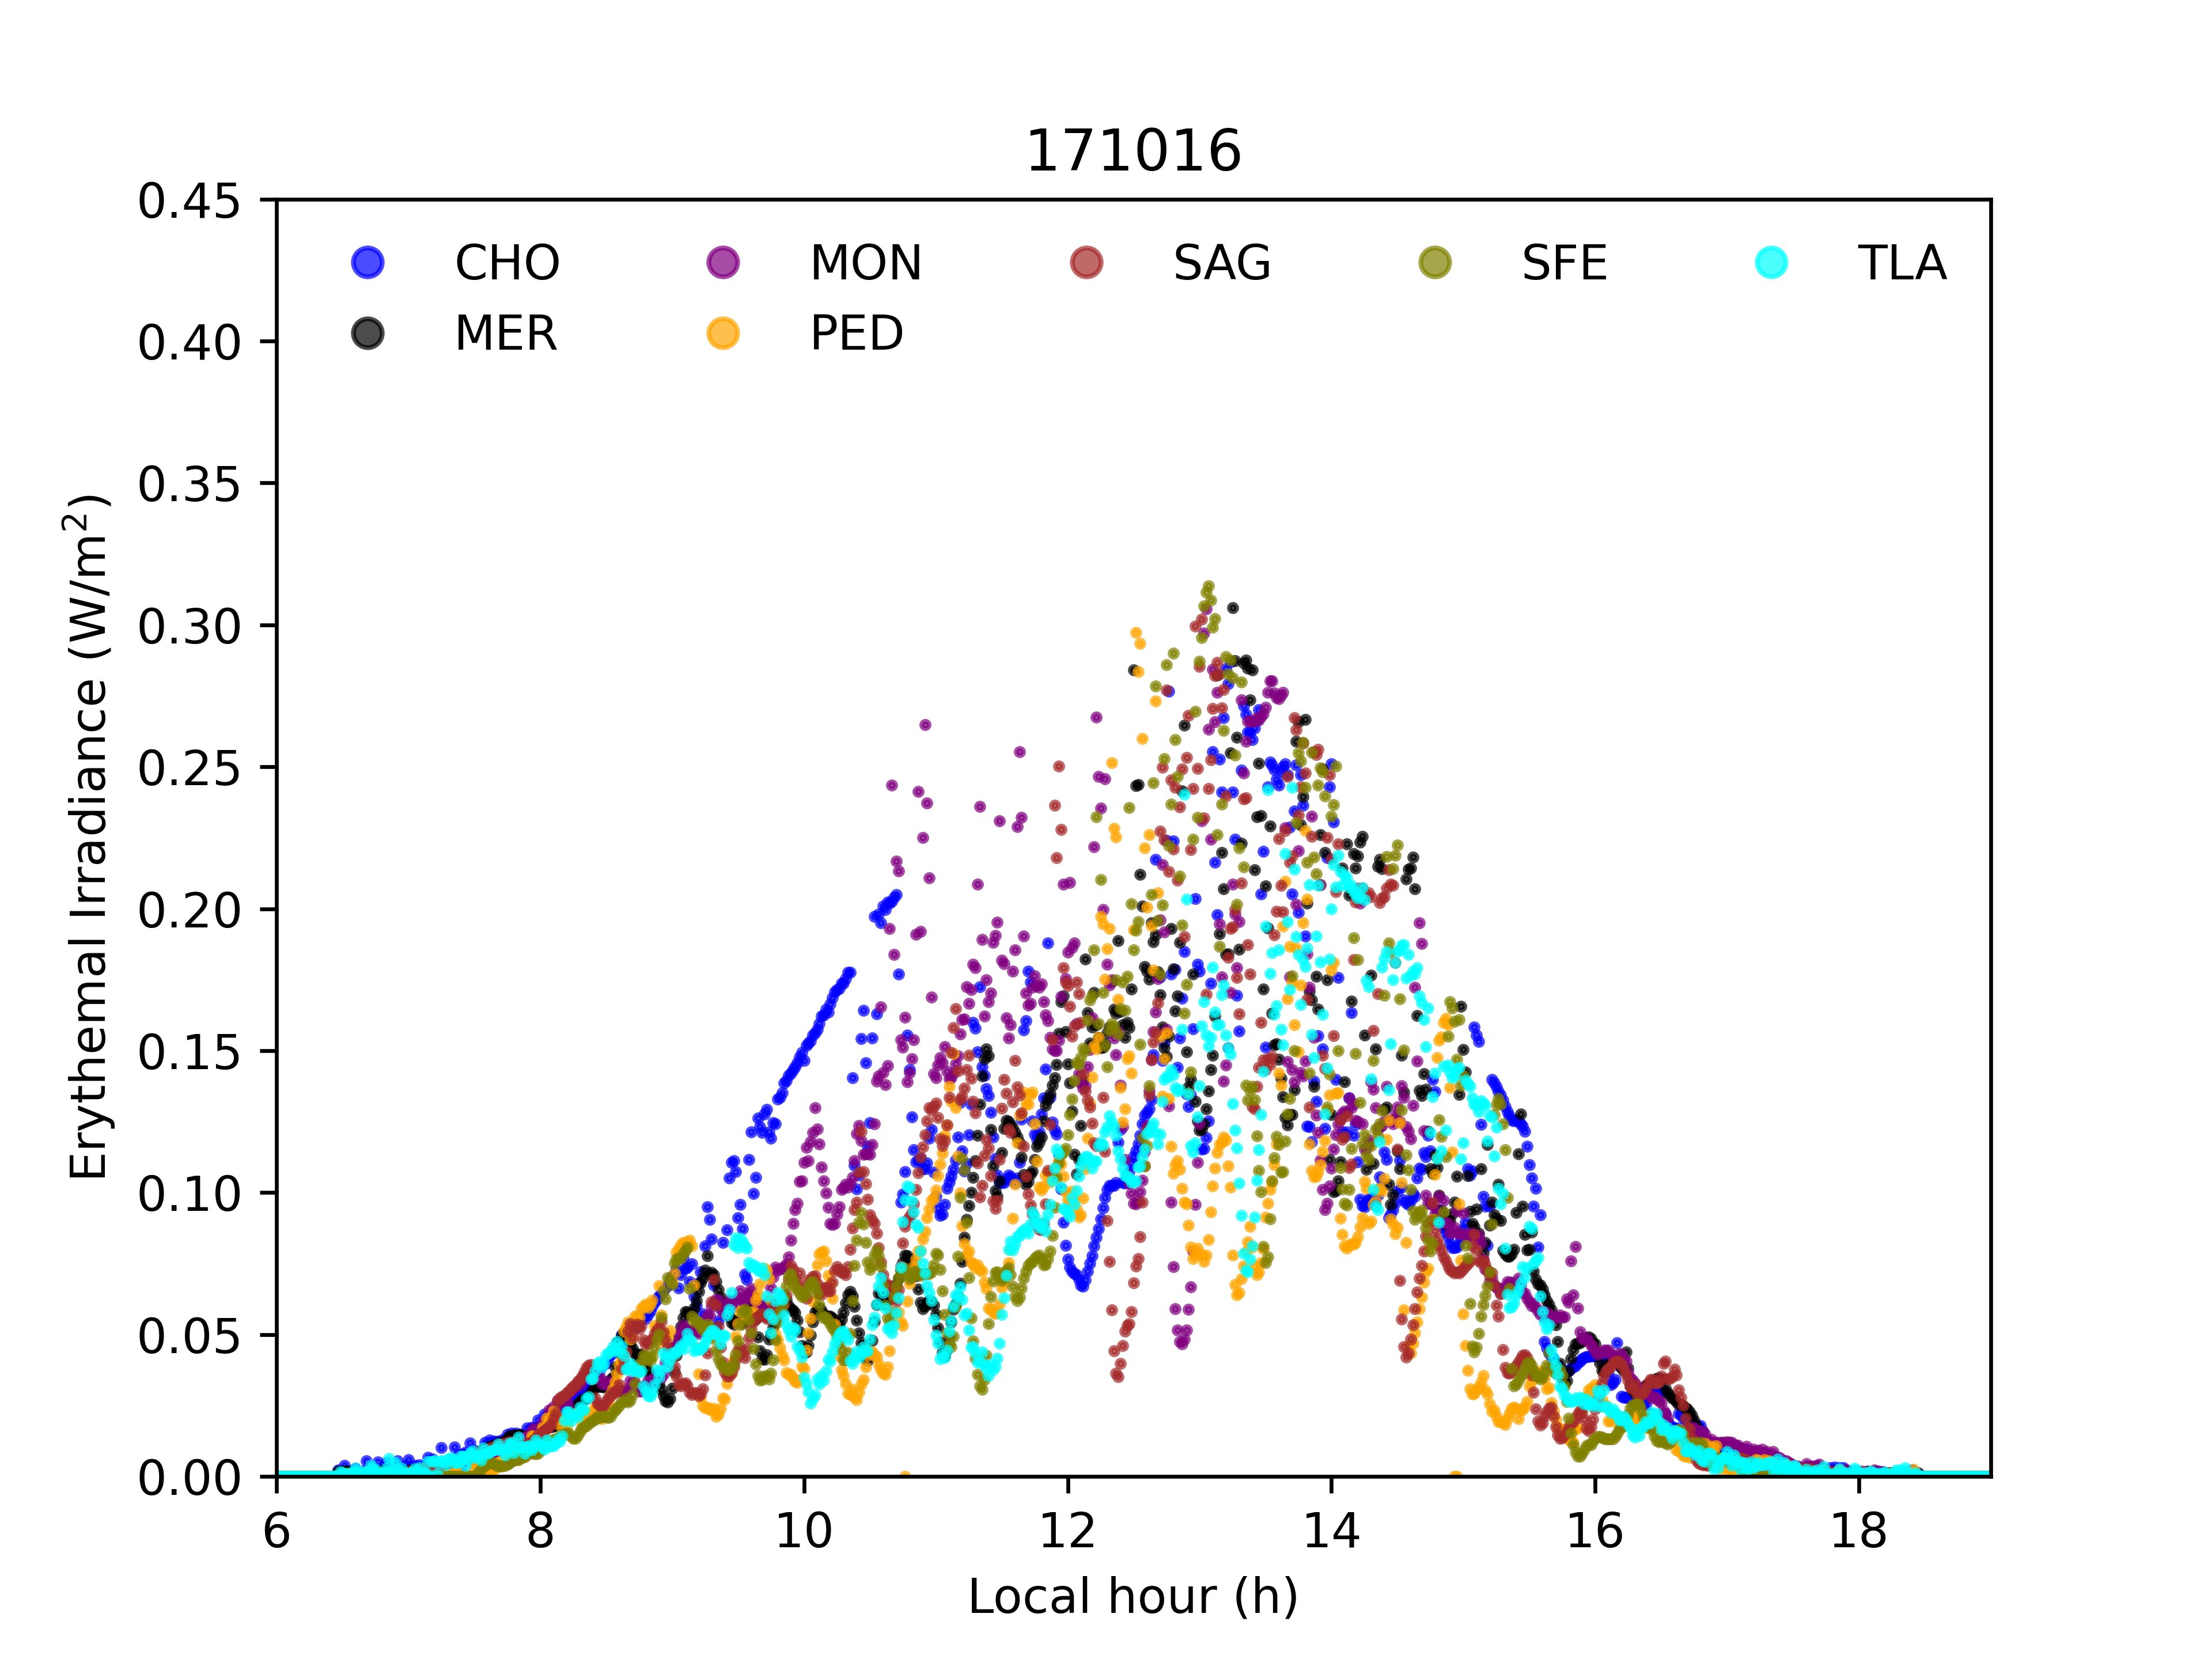 171016
0.45
CHO MON SAG SFE TLA
MER PED
0.40
0.35
0.30
0.25
0.20
0.15
0.10
0.05
0.00
Erythemal Irradiance (W/m²)
6 8 10 12 14 16 18
Local hour (h)